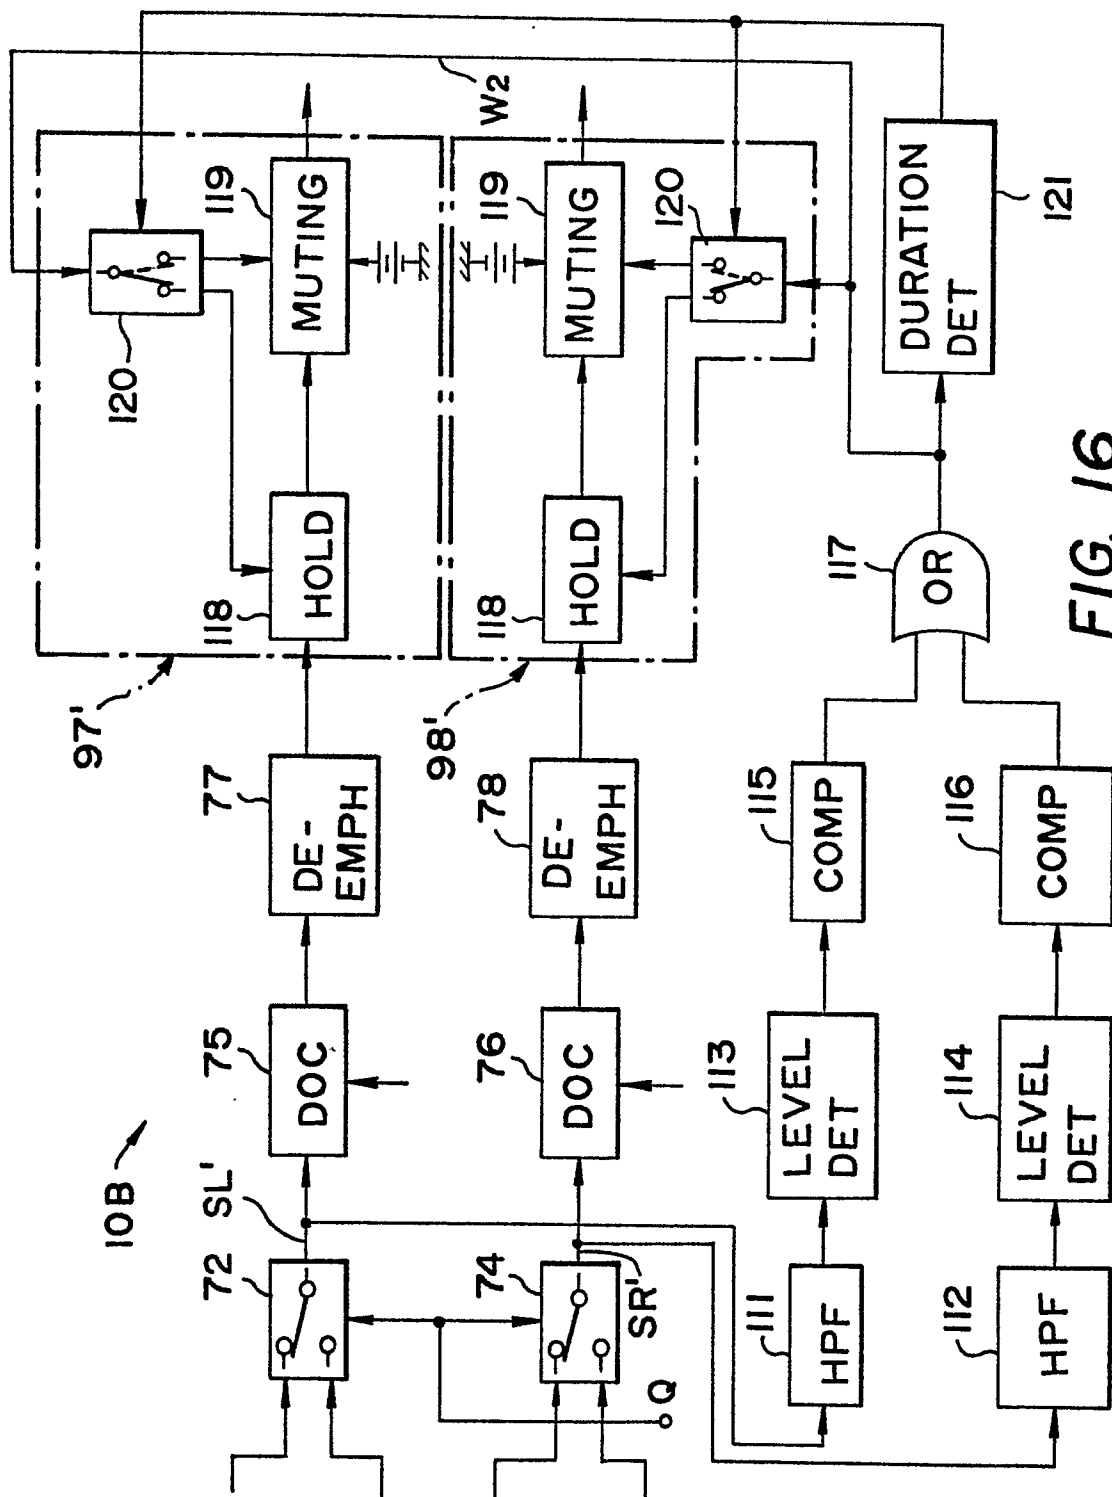 10B
72
SL'
75
DOC
77
DE-
EMPH
97'
118
HOLD
120
119
MUTING
W2
74
SR'
76
DOC
78
DE-
EMPH
98'
118
HOLD
119
MUTING
120
Q
111
HPF
113
LEVEL
DET
115
COMP
117
OR
DURATION
DET
121
112
HPF
114
LEVEL
DET
116
COMP
FIG. 16